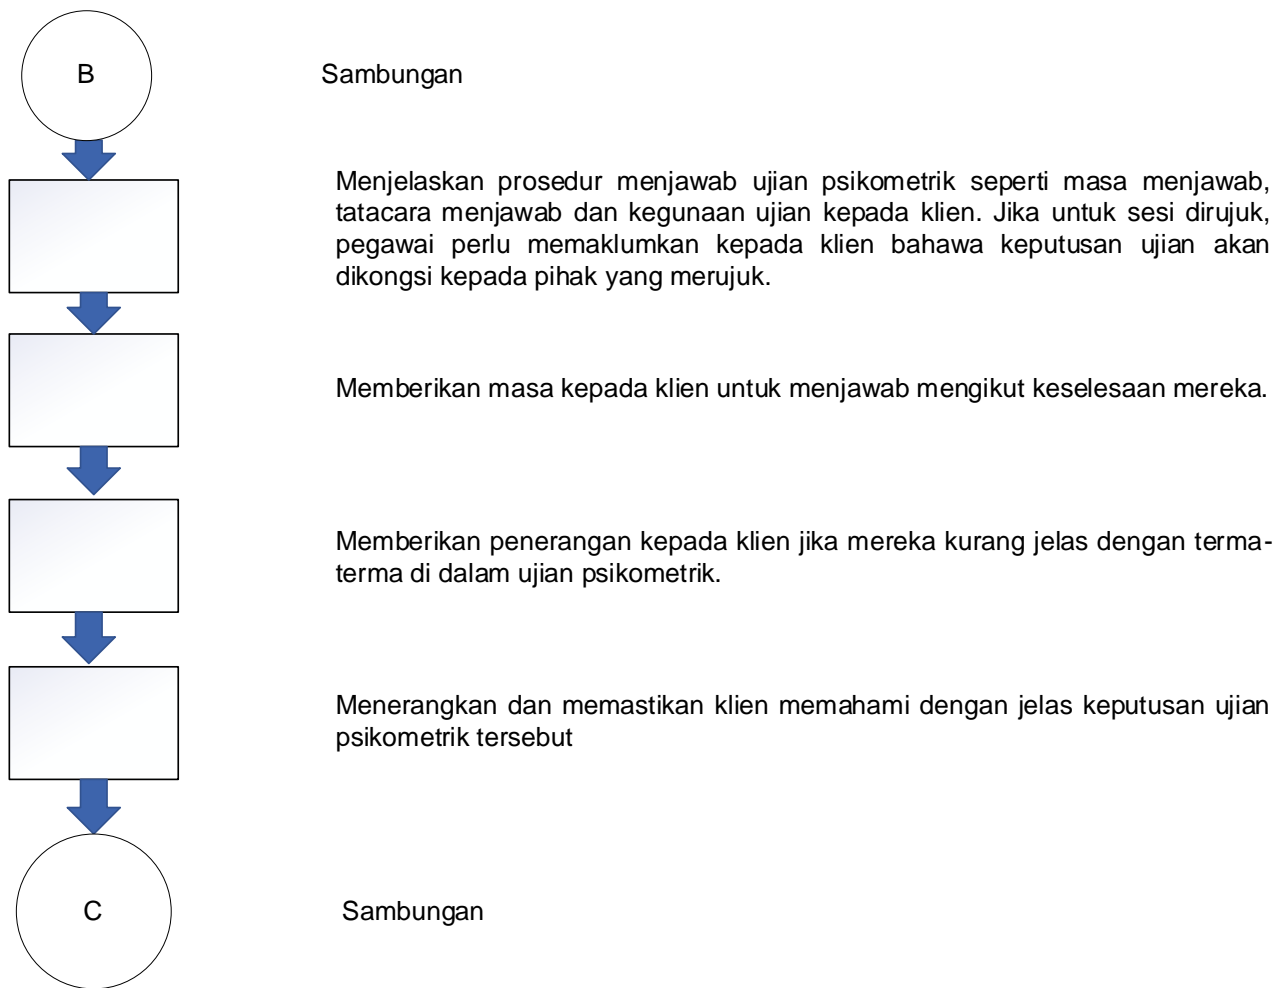 B
Sambungan
Menjelaskan prosedur menjawab ujian psikometrik seperti masa menjawab,
tatacara menjawab dan kegunaan ujian kepada klien. Jika untuk sesi dirujuk,
pegawai perlu memaklumkan kepada klien bahawa keputusan ujian akan
dikongsi kepada pihak yang merujuk.
Memberikan masa kepada klien untuk menjawab mengikut keselesaan mereka.
Memberikan penerangan kepada klien jika mereka kurang jelas dengan terma-
terma di dalam ujian psikometrik.
Menerangkan dan memastikan klien memahami dengan jelas keputusan ujian
psikometrik tersebut
C
Sambungan